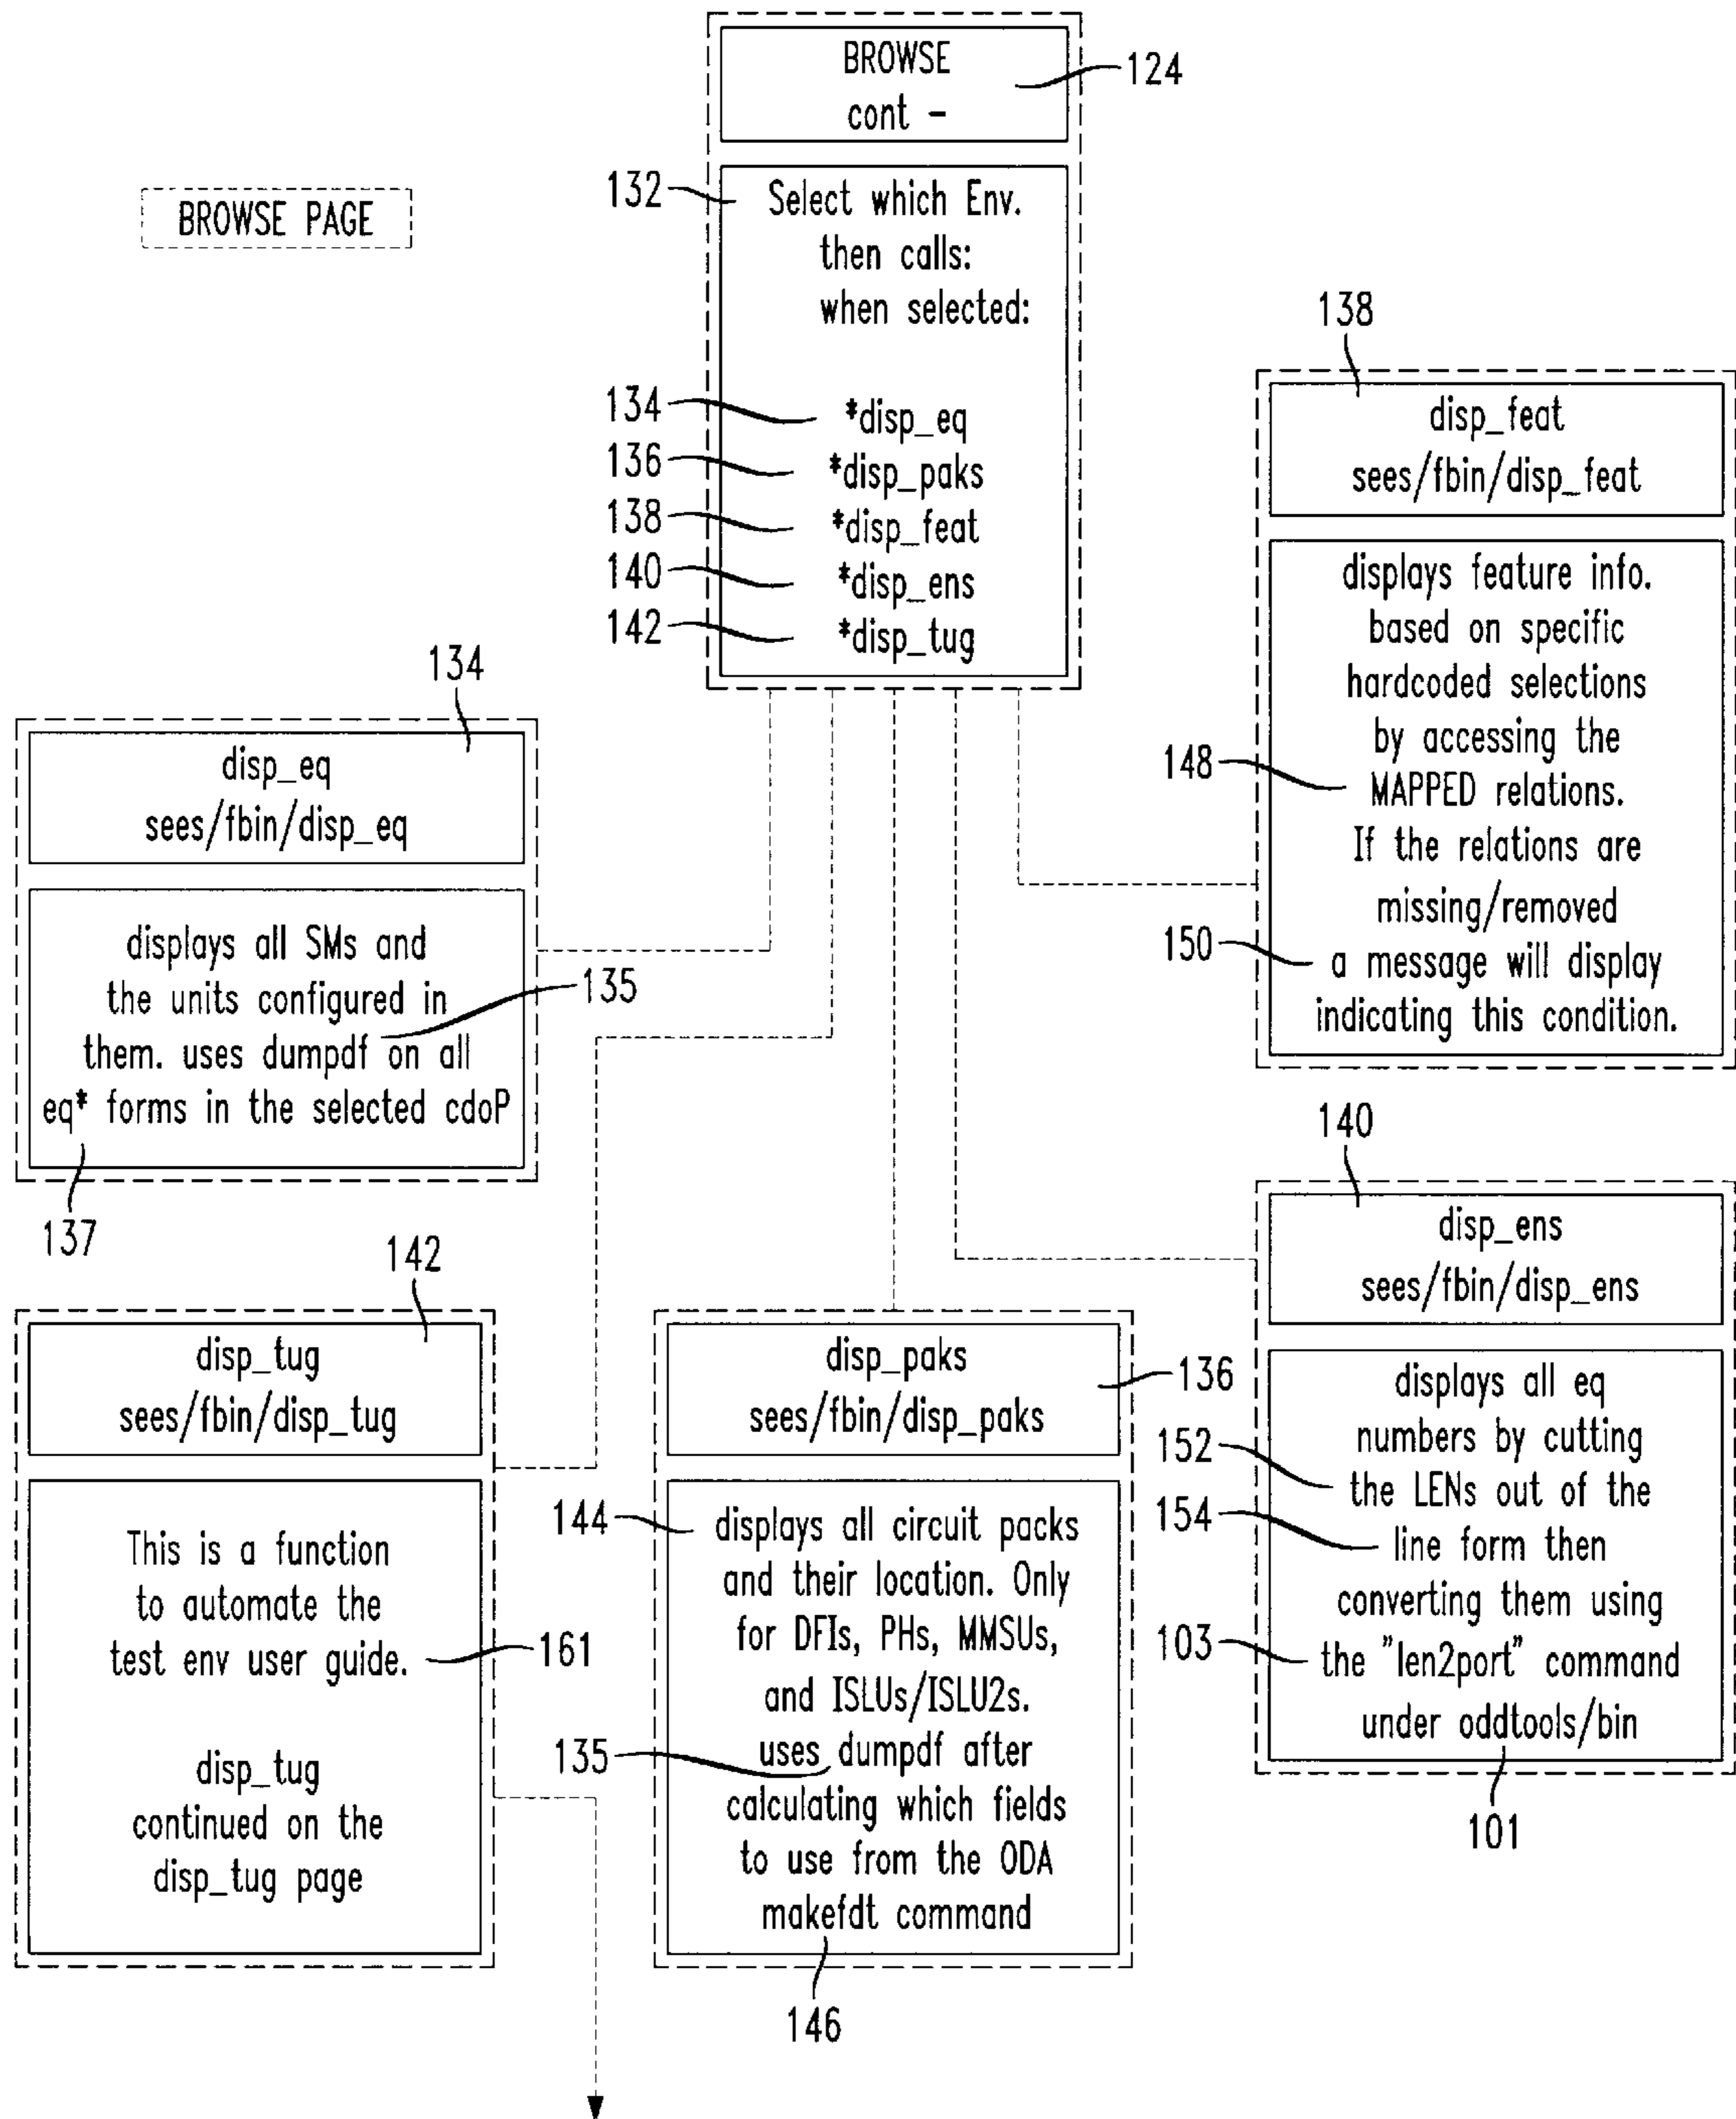 BROWSE
cont -
124
BROWSE PAGE
132
Select which Env.
then calls:
when selected:
134
*disp_eq
136
*disp_paks
138
*disp_feat
140
*disp_ens
142
*disp_tug
138
disp_feat
sees/fbin/disp_feat
displays feature info.
based on specific
hardcoded selections
by accessing the
148
MAPPED relations.
If the relations are
missing/removed
150
a message will display
indicating this condition.
134
disp_eq
sees/fbin/disp_eq
displays all SMs and
the units configured in
135
them. uses dumpdf on all
eq* forms in the selected cdoP
137
140
disp_ens
sees/fbin/disp_ens
displays all eq
numbers by cutting
152
the LENs out of the
154
line form then
converting them using
103
the "len2port" command
under oddtools/bin
101
142
disp_tug
sees/fbin/disp_tug
This is a function
to automate the
test env user guide.
161
disp_tug
continued on the
disp_tug page
disp_paks
sees/fbin/disp_paks
136
144
displays all circuit packs
and their location. Only
for DFIs, PHs, MMSUs,
and ISLUs/ISLU2s.
135
uses dumpdf after
calculating which fields
to use from the ODA
makefdt command
146